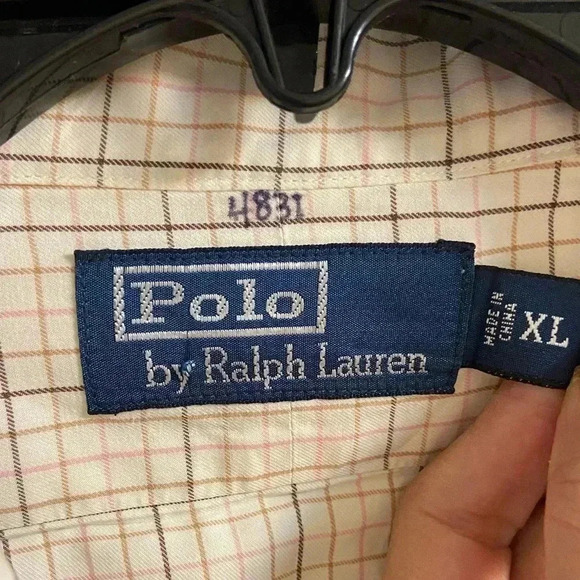 4831
Polo
by Ralph Lauren
MADE IN
CHINA
XL